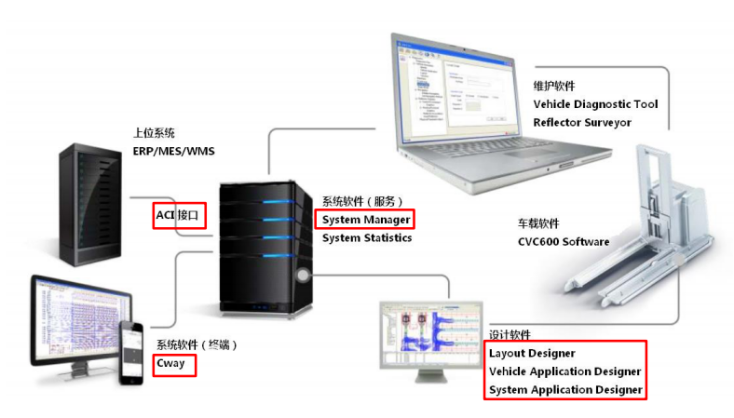 维护软件
Vehicle Diagnostic Tool
Reflector Surveyor
上位系统
ERP/MES/WMS
ACI接口
系统软件（服务）
System Manager
System Statistics
车载软件
CVC600 Software
系统软件（终端）
Cway
设计软件
Layout Designer
Vehicle Application Designer
System Application Designer